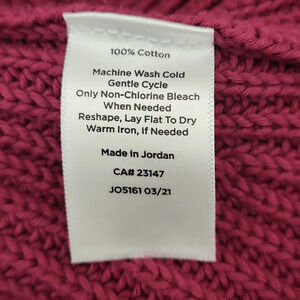 100% Cotton
Machine Wash Cold
Gentle Cycle
Only Non-Chlorine Bleach
When Needed
Reshape, Lay Flat To Dry
Warm Iron, If Needed
Made In Jordan
CA# 23147
JO5161 03/21